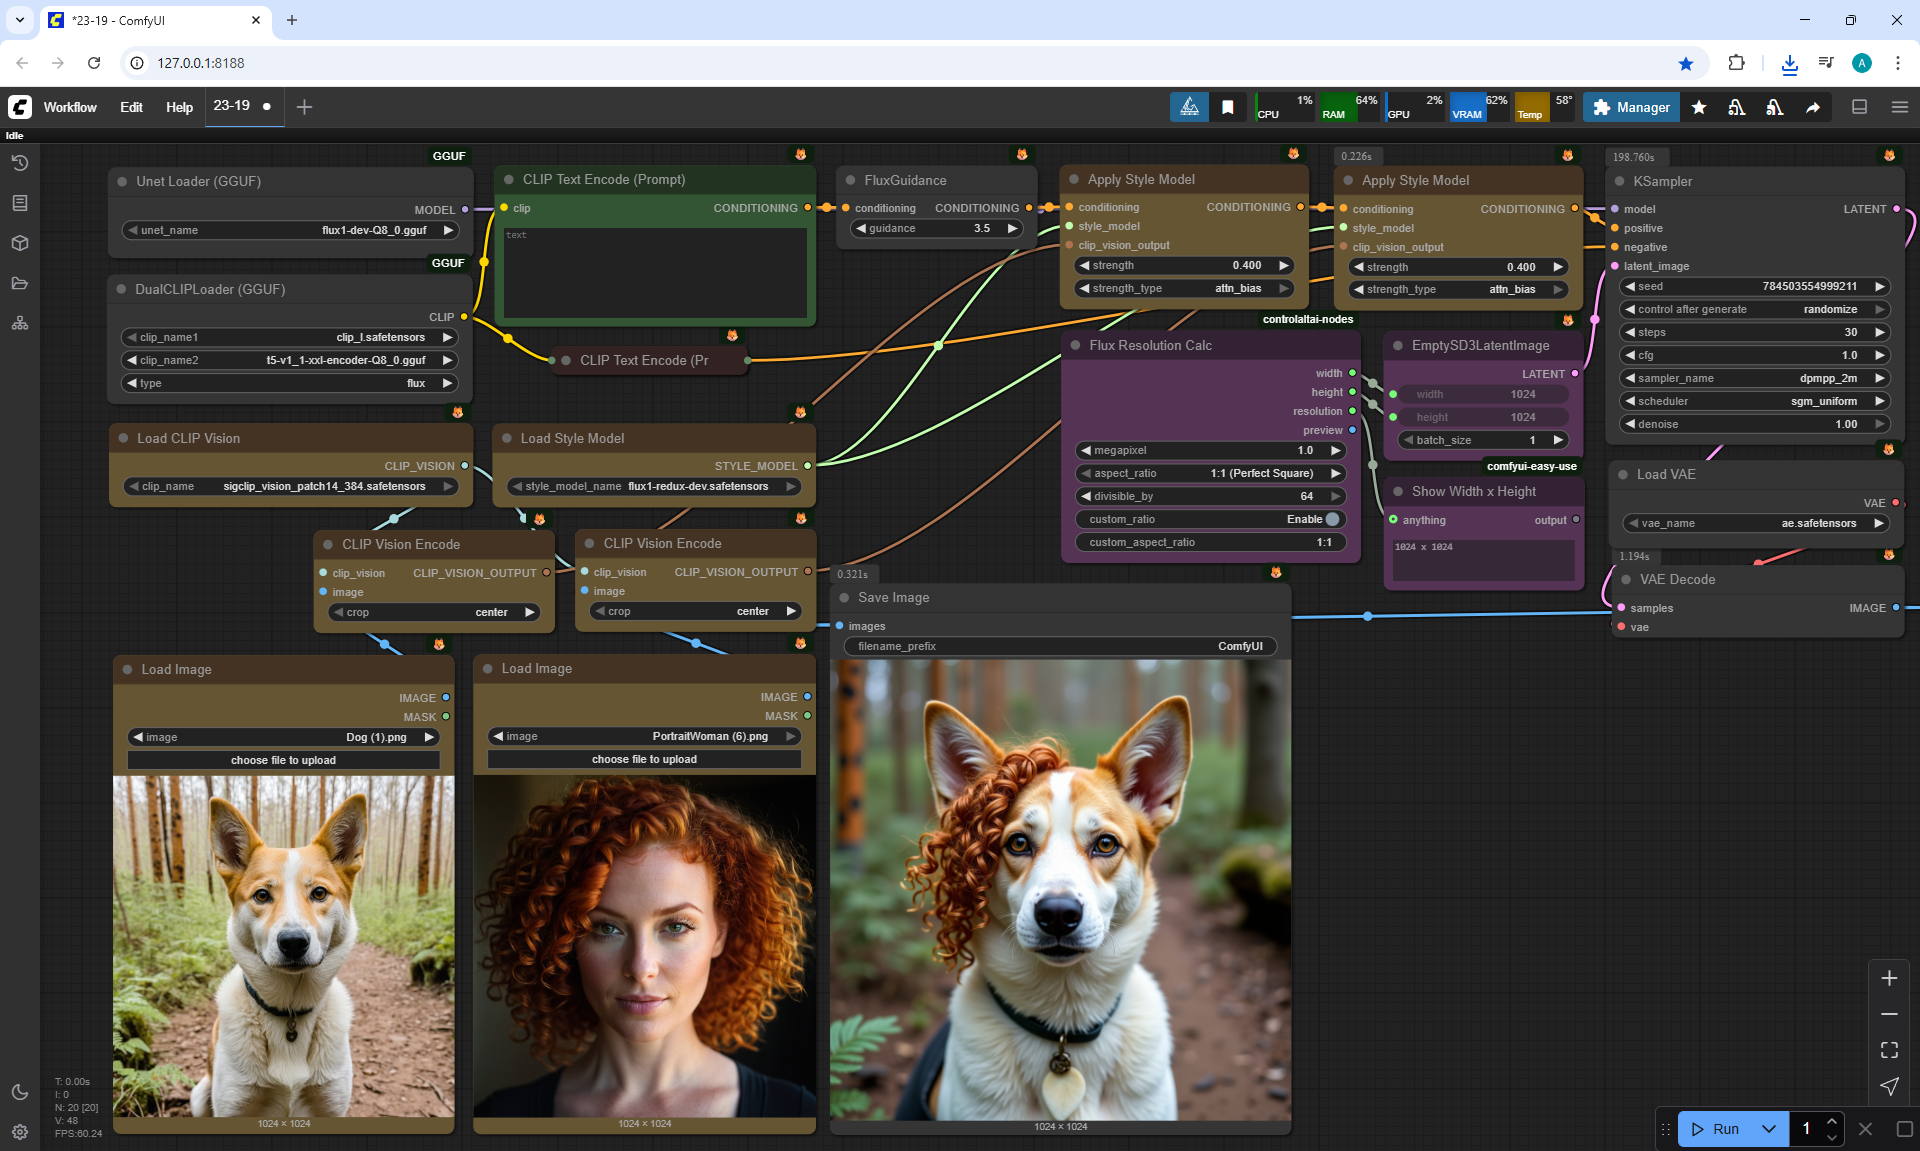 *23-19 - ComfyUI
127.0.0.1:8188
A
Workflow
Edit
Help
23-19
CPU 1%
RAM 64%
GPU 2%
VRAM 62%
Temp 58°
Manager
Idle
GGUF
Unet Loader (GGUF)
MODEL
unet_name flux1-dev-Q8_0.gguf
GGUF
DualCLIPLoader (GGUF)
CLIP
clip_name1 clip_l.safetensors
clip_name2 t5-v1_1-xxl-encoder-Q8_0.gguf
type flux
CLIP Text Encode (Prompt)
clip CONDITIONING
text
CLIP Text Encode (Pr
FluxGuidance
conditioning CONDITIONING
guidance 3.5
Apply Style Model
conditioning CONDITIONING
style_model
clip_vision_output
strength 0.400
strength_type attn_bias
0.226s
Apply Style Model
conditioning CONDITIONING
style_model
clip_vision_output
strength 0.400
strength_type attn_bias
198.760s
KSampler
model LATENT
positive
negative
latent_image
seed 784503554999211
control after generate randomize
steps 30
cfg 1.0
sampler_name dpmpp_2m
scheduler sgm_uniform
denoise 1.00
controlaltai-nodes
Flux Resolution Calc
width
height
resolution
preview
megapixel 1.0
aspect_ratio 1:1 (Perfect Square)
divisible_by 64
custom_ratio Enable
custom_aspect_ratio 1:1
EmptySD3LatentImage
LATENT
width 1024
height 1024
batch_size 1
comfyui-easy-use
Show Width x Height
anything output
1024 x 1024
Load VAE
VAE
vae_name ae.safetensors
1.194s
VAE Decode
samples IMAGE
vae
Load CLIP Vision
CLIP_VISION
clip_name sigclip_vision_patch14_384.safetensors
Load Style Model
STYLE_MODEL
style_model_name flux1-redux-dev.safetensors
CLIP Vision Encode
clip_vision CLIP_VISION_OUTPUT
image
crop center
CLIP Vision Encode
clip_vision CLIP_VISION_OUTPUT
image
crop center
0.321s
Save Image
images
filename_prefix ComfyUI
1024 × 1024
Load Image
IMAGE
MASK
image Dog (1).png
choose file to upload
1024 × 1024
Load Image
IMAGE
MASK
image PortraitWoman (6).png
choose file to upload
1024 × 1024
T: 0.00s
I: 0
N: 20 [20]
V: 48
FPS:60.24
Run
1